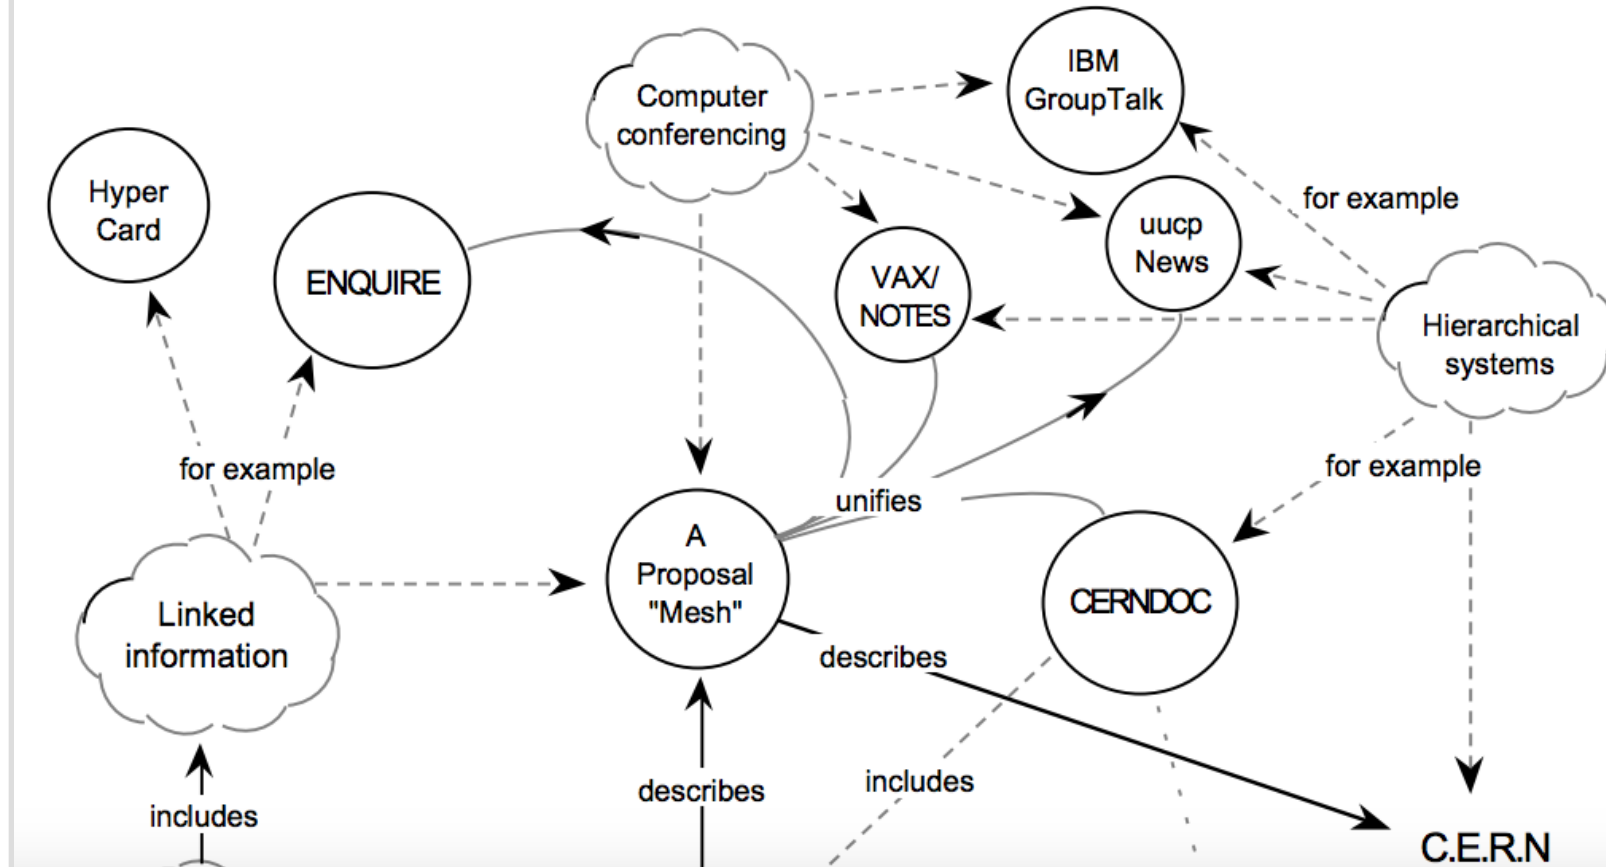 IBM
GroupTalk
Computer
conferencing
Hyper
Card
for example
uucp
News
ENQUIRE
VAX/
NOTES
Hierarchical
systems
for example
for example
unifies
A
Proposal
"Mesh"
CERNDOC
Linked
information
describes
includes
describes
includes
C.E.R.N